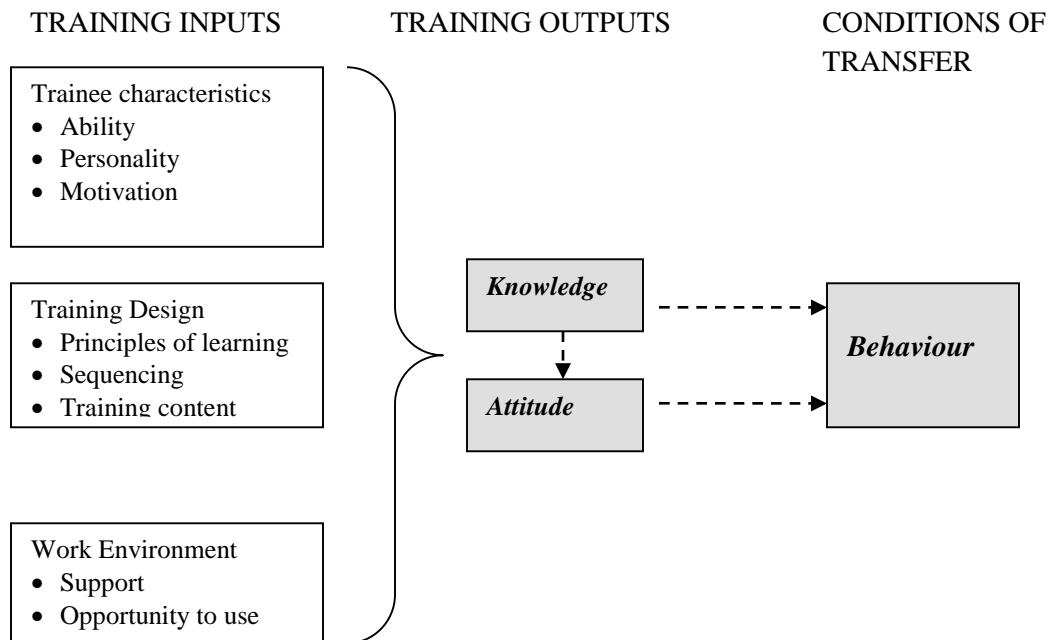 TRAINING INPUTS
TRAINING OUTPUTS
CONDITIONS OF
TRANSFER
Trainee characteristics
• Ability
• Personality
• Motivation
Training Design
• Principles of learning
• Sequencing
• Training content
Work Environment
• Support
• Opportunity to use
Knowledge
Attitude
Behaviour